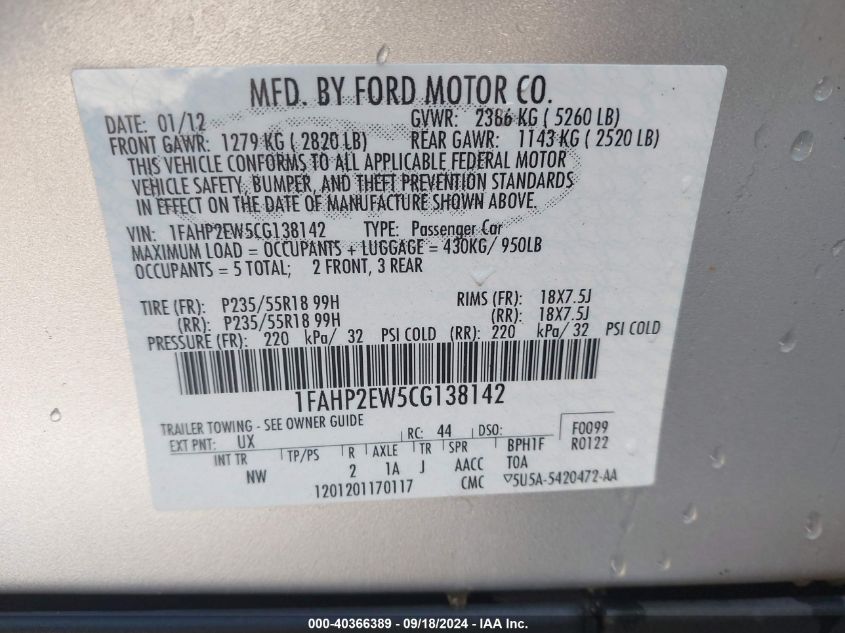 MFD. BY FORD MOTOR CO.
DATE: 01/12 GVWR: 2386 KG ( 5260 LB)
FRONT GAWR: 1279 KG ( 2820 LB) REAR GAWR: 1143 KG ( 2520 LB)
THIS VEHICLE CONFORMS TO ALL APPLICABLE FEDERAL MOTOR
VEHICLE SAFETY, BUMPER, AND THEFT PREVENTION STANDARDS
IN EFFECT ON THE DATE OF MANUFACTURE SHOWN ABOVE.
VIN: 1FAHP2EW5CG138142 TYPE: Passenger Car
MAXIMUM LOAD = OCCUPANTS + LUGGAGE = 430KG/ 950LB
OCCUPANTS = 5 TOTAL; 2 FRONT, 3 REAR
TIRE (FR): P235/55R18 99H RIMS (FR): 18X7.5J
(RR): P235/55R18 99H (RR): 18X7.5J
PRESSURE (FR): 220 kPa/ 32 PSI COLD (RR): 220 kPa/ 32 PSI COLD
1FAHP2EW5CG138142
TRAILER TOWING - SEE OWNER GUIDE
EXT PNT: UX RC: 44 DSO: F0099
INT TR TP/PS R AXLE TR SPR BPH1F R0122
NW 2 1A J AACC TOA
1201201170117 CMC ▽5U5A-5420472-AA
000-40366389 - 09/18/2024 - IAA Inc.